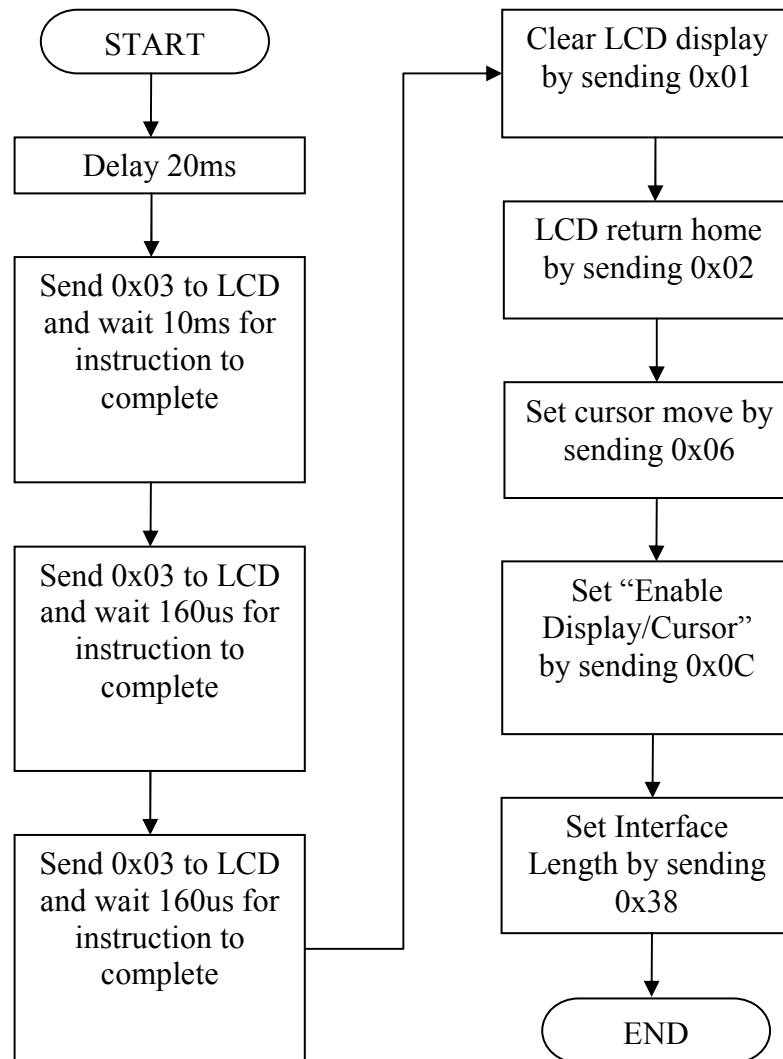 START
Delay 20ms
Send 0x03 to LCD
and wait 10ms for
instruction to
complete
Send 0x03 to LCD
and wait 160us for
instruction to
complete
Send 0x03 to LCD
and wait 160us for
instruction to
complete
Clear LCD display
by sending 0x01
LCD return home
by sending 0x02
Set cursor move by
sending 0x06
Set “Enable
Display/Cursor”
by sending 0x0C
Set Interface
Length by sending
0x38
END